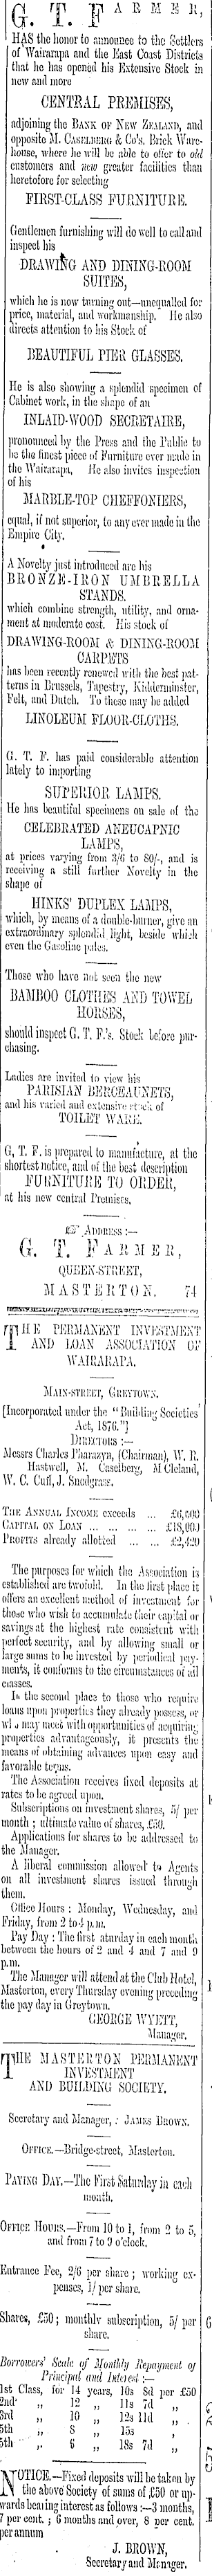 G. T. FARMER,
HAS the honor to announce to the Settlers
of Wairarapa and the East Coast Districts
that he has opened his Extensive Stock in
new and more
CENTRAL PREMISES,
adjoining the BANK OF NEW ZEALAND, and
opposite M. CASELBERG & Co's. Brick Ware-
house, where he will be able to offer to old
customers and new greater facilities than
heretofore for selecting
FIRST-CLASS FURNITURE.
Gentlemen furnishing will do well to call and
inspect his
DRAWING AND DINING-ROOM
SUITES,
which he is now turning out—unequalled for
price, material, and workmanship. He also
directs attention to his Stock of
BEAUTIFUL PIER GLASSES.
He is also showing a splendid specimen of
Cabinet work, in the shape of an
INLAID-WOOD SECRETAIRE,
pronounced by the Press and the Public to
be the finest piece of Furniture ever made in
the Wairarapa. He also invites inspection
of his
MARBLE-TOP CHEFFONIERS,
equal, if not superior, to any ever made in the
Empire City.
A Novelty just introduced are his
BRONZE-IRON UMBRELLA
STANDS.
which combine strength, utility, and orna-
ment at moderate cost. His stock of
DRAWING-ROOM & DINING-ROOM
CARPETS
has been recently renewed with the best pat-
terns in Brussels, Tapestry, Kidderminster,
Felt, and Dutch. To these may be added
LINOLEUM FLOOR-CLOTHS.
G. T. F. has paid considerable attention
lately to importing
SUPERIOR LAMPS.
He has beautiful specimens on sale of the
CELEBRATED ANEUCAPNIC
LAMPS,
at prices varying from 3/6 to 80/-, and is
receiving a still further Novelty in the
shape of
HINKS' DUPLEX LAMPS,
which, by means of a double-burner, give an
extraordinary splendid light, beside which
even the Gasoline pales.
Those who have not seen the new
BAMBOO CLOTHES AND TOWEL
HORSES,
should inspect G. T. F.'s. Stock before pur-
chasing.
Ladies are invited to view his
PARISIAN BERCEAUNETS,
and his varied and extensive stock of
TOILET WARE.
G. T. F. is prepared to manufacture, at the
shortest notice, and of the best description
FURNITURE TO ORDER,
at his new central Premises.
☞ ADDRESS :—
G. T. FARMER,
QUEEN-STREET,
MASTERTON. 74
THE PERMANENT INVESTMENT
AND LOAN ASSOCIATION OF
WAIRARAPA.
MAIN-STREET, GREYTOWN.
[Incorporated under the "Building Societies'
Act, 1876."]
DIRECTORS :—
Messrs Charles Pharazyn, (Chairman), W. R.
Hastwell, M. Caselberg, M Cleland,
W. C. Cuff, J. Snodgrass.
THE ANNUAL INCOME exceeds ... £6,600
CAPITAL ON LOAN ... ... ... ... £18,000
PROFITS already allotted ... ... £2,420
The purposes for which the Association is
established are twofold. In the first place it
offers an excellent method of investment for
those who wish to accumulate their capital or
savings at the highest rate consistent with
perfect security, and by allowing small or
large sums to be invested by periodical pay-
ments, it conforms to the circumstances of all
classes.
In the second place to those who require
loans upon properties they already possess, or
who may meet with opportunities of acquiring
properties advantageously, it presents the
means of obtaining advances upon easy and
favorable terms.
The Association receives fixed deposits at
rates to be agreed upon.
Subscriptions on investment shares, 5/ per
month ; ultimate value of shares, £50.
Applications for shares to be addressed to
the Manager.
A liberal commission allowed to Agents
on all investment shares issued through
them.
Office Hours : Monday, Wednesday, and
Friday, from 2 to 4 p.m.
Pay Day : The first aturday in each month
between the hours of 2 and 4 and 7 and 9
p.m.
The Manager will attend at the Club Hotel,
Masterton, every Thursday evening preceding
the pay day in Greytown.
GEORGE WYETT,
Manager.
THE MASTERTON PERMANENT
INVESTMENT
AND BUILDING SOCIETY.
Secretary and Manager, : JAMES BROWN.
OFFICE.—Bridge-street, Masterton.
PAYING DAY.—The First Saturday in each
month.
OFFICE HOURS.—From 10 to 1, from 2 to 5,
and from 7 to 9 o'clock.
Entrance Fee, 2/6 per share ; working ex-
penses, 1/ per share.
Shares, £50 ; monthly subscription, 5/ per
share.
Borrowers' Scale of Monthly Repayment of
Principal and Interest :—
1st Class, for 14 years, 10s 8d per £50
2nd " 12 " 11s 7d "
3rd " 10 " 12s 11d "
5th " 8 " 15s "
5th " 6 " 18s 7d "
NOTICE.—Fixed deposits will be taken by
the above Society of sums of £50 or up-
wards bearing interest as follows :—3 months,
7 per cent. ; 6 months and over, 8 per cent.
per annum
J. BROWN,
Secretary and Manager.